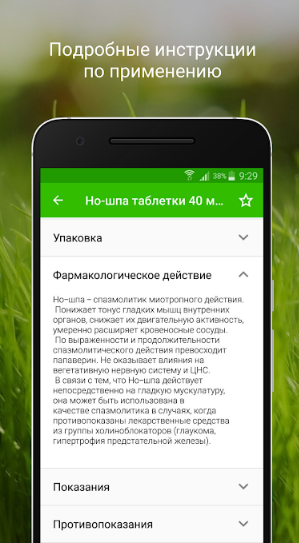 Подробные инструкции
по применению
38% 9:29
Но-шпа таблетки 40 м...
Упаковка
Фармакологическое действие
Но-шпа – спазмолитик миотропного действия.
Понижает тонус гладких мышц внутренних
органов, снижает их двигательную активность,
умеренно расширяет кровеносные сосуды.
По выраженности и продолжительности
спазмолитического действия превосходит
папаверин. Не оказывает влияния на
вегетативную нервную систему и ЦНС.
В связи с тем, что Но-шпа действует
непосредственно на гладкую мускулатуру,
она может быть использована в
качестве спазмолитика в случаях, когда
противопоказаны лекарственные средства
из группы холиноблокаторов (глаукома,
гипертрофия предстательной железы).
Показания
Противопоказания